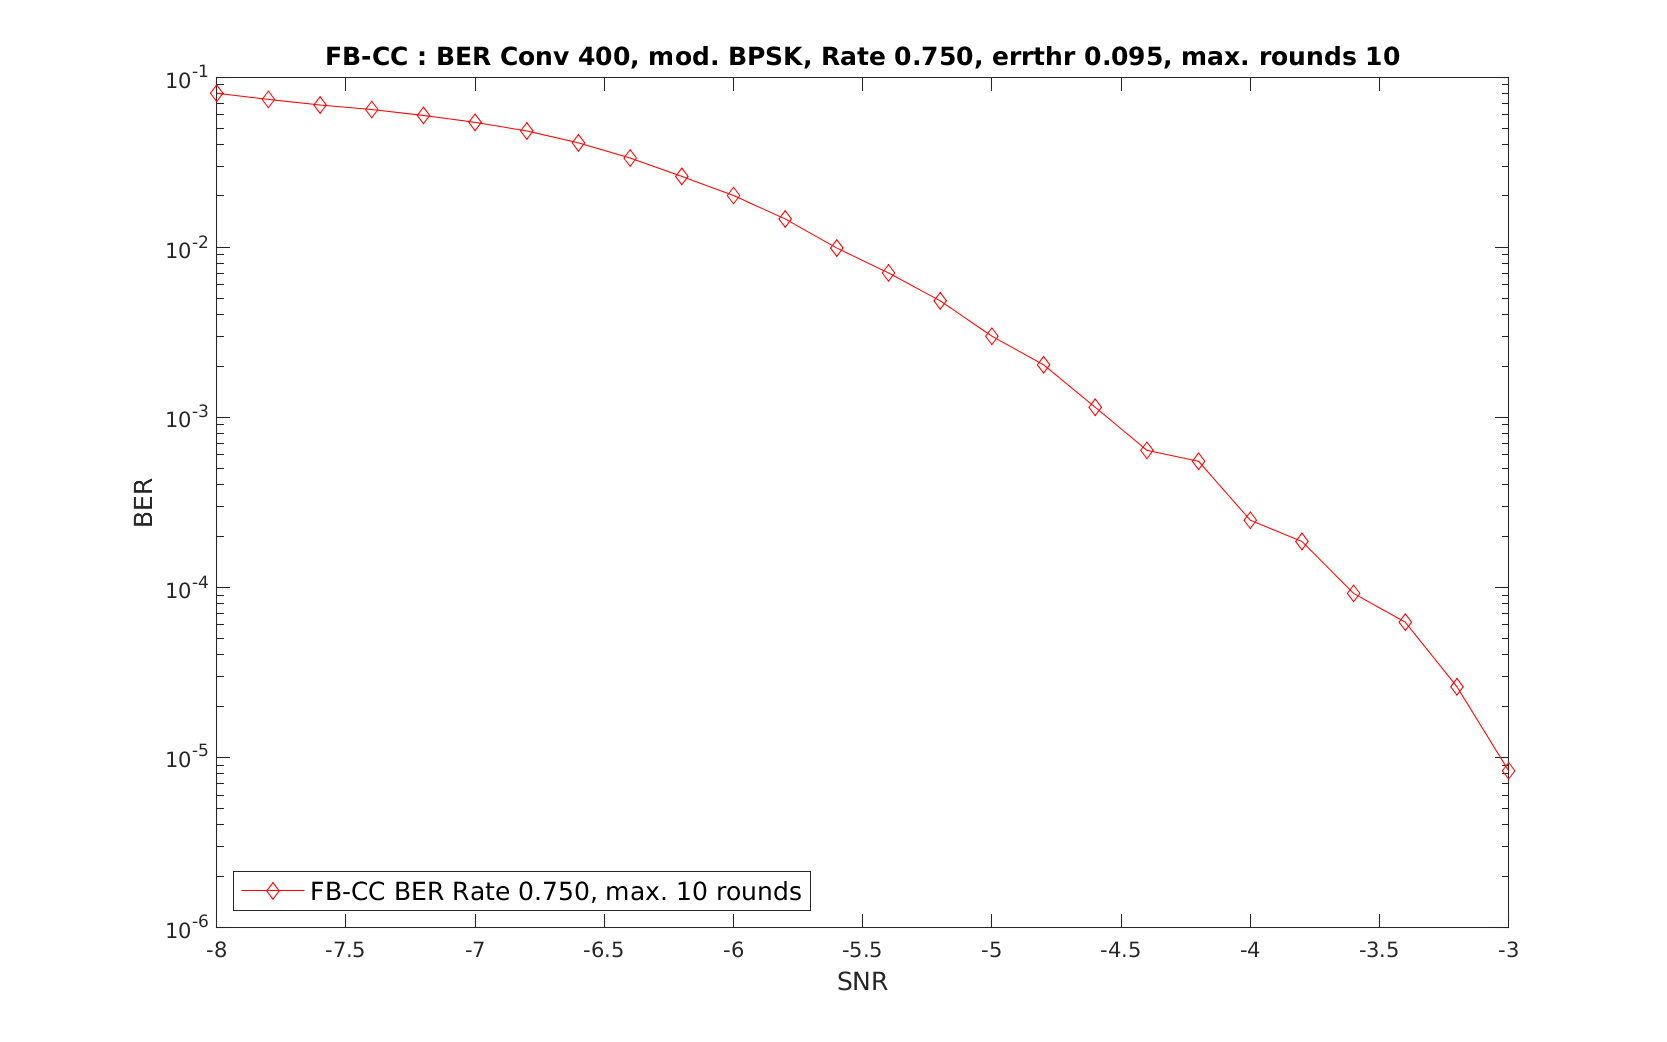 FB-CC : BER Conv 400, mod. BPSK, Rate 0.750, errthr 0.095, max. rounds 10
10^-1
10^-2
10^-3
10^-4
10^-5
10^-6
BER
FB-CC BER Rate 0.750, max. 10 rounds
-8 -7.5 -7 -6.5 -6 -5.5 -5 -4.5 -4 -3.5 -3
SNR